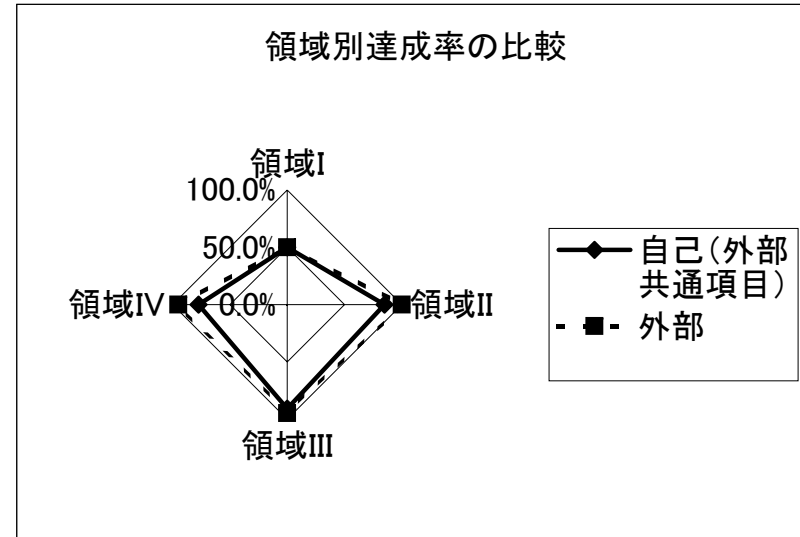 領域別達成率の比較
領域I
100.0%
50.0%
0.0%
領域IV
領域II
領域III
自己(外部
共通項目)
外部